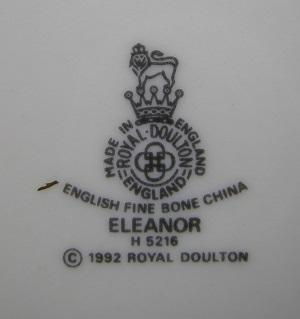 MADE IN ENGLAND
ROYAL·DOULTON
ENGLAND
ENGLISH FINE BONE CHINA
ELEANOR
H 5216
© 1992 ROYAL DOULTON